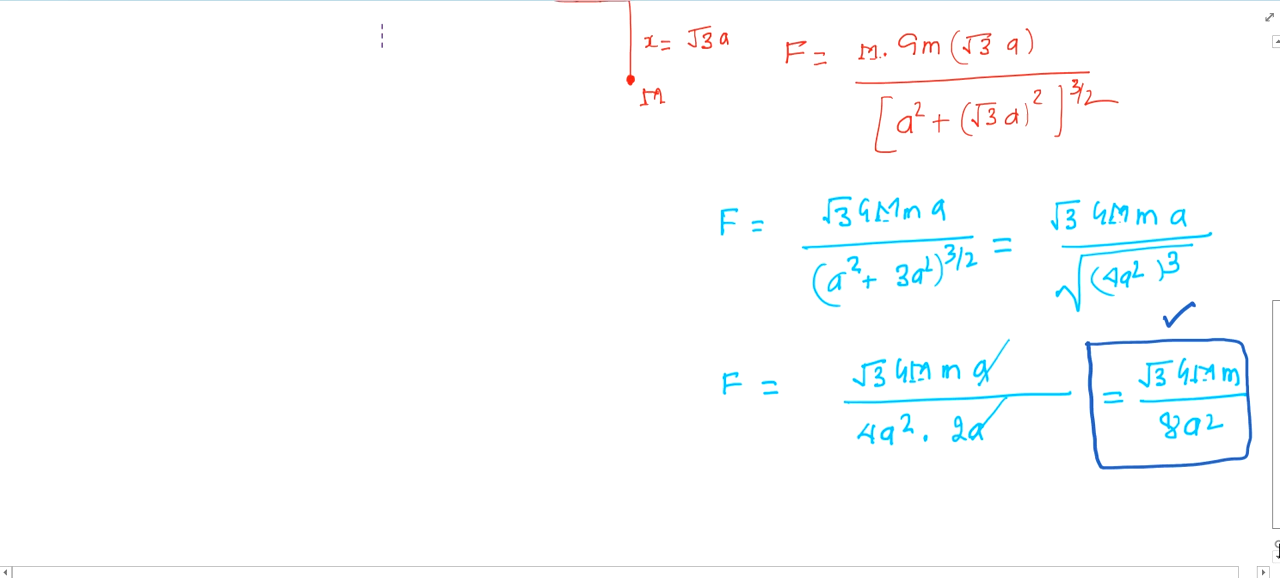 x = √3 a
M
F = M. Gm (√3 a) / [a² + (√3 a)²]^3/2
F = √3 GMm a / (a² + 3a²)^3/2 = √3 GMm a / √(4a²)³
F = √3 GMm a / 4a² . 2a = √3 GMm / 8a²